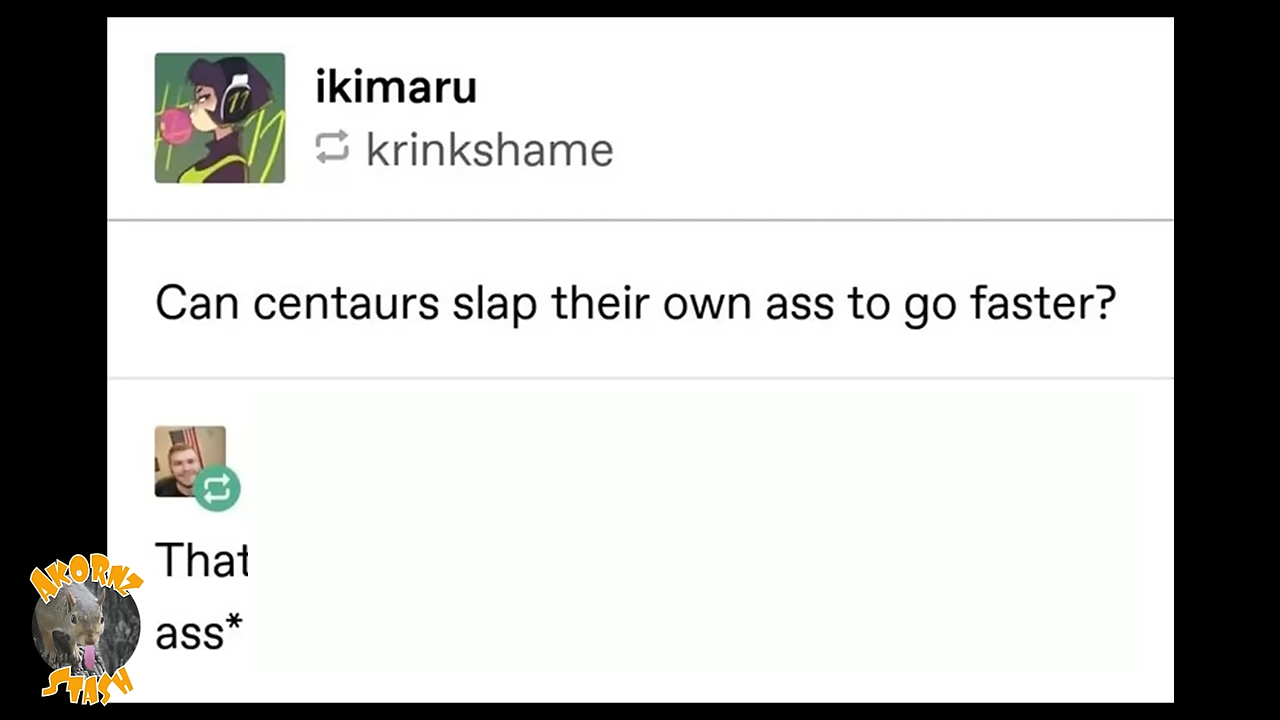 ikimaru
krinkshame
Can centaurs slap their own ass to go faster?
That
ass*
AKORNZ
STASH